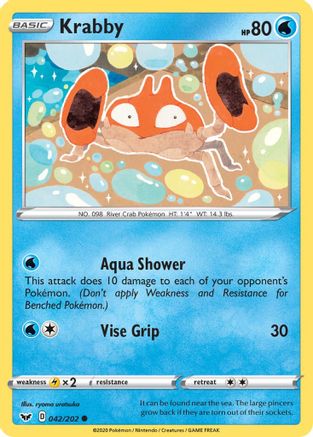 BASIC Krabby HP 80
NO. 098 River Crab Pokémon HT: 1'4" WT: 14.3 lbs.
Aqua Shower
This attack does 10 damage to each of your opponent's
Pokémon. (Don't apply Weakness and Resistance for
Benched Pokémon.)
Vise Grip 30
weakness x2 resistance retreat
Illus. ryoma uratsuka
D 042/202
It can be found near the sea. The large pincers
grow back if they are torn out of their sockets.
©2020 Pokémon / Nintendo / Creatures / GAME FREAK